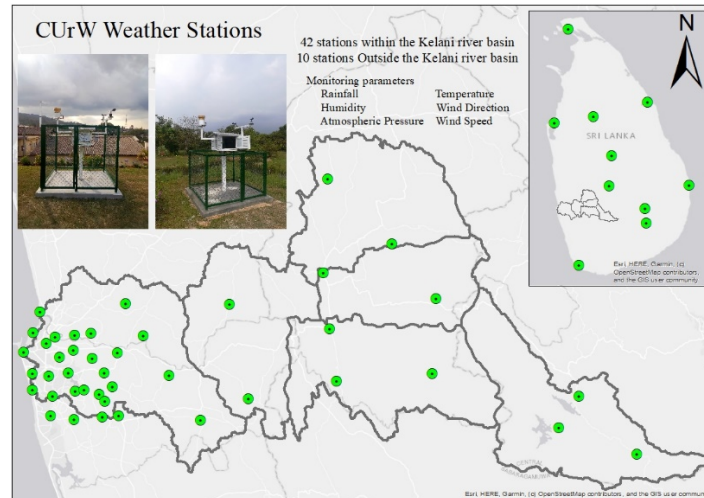 CUrW Weather Stations
42 stations within the Kelani river basin
10 stations Outside the Kelani river basin
Monitoring parameters
Rainfall Temperature
Humidity Wind Direction
Atmospheric Pressure Wind Speed
N
SRI LANKA
Esri, HERE, Garmin, (c)
OpenStreetMap contributors,
and the GIS user community
CENTRAL
Esri, HERE, Garmin, (c) OpenStreetMap contributors, and the GIS user community